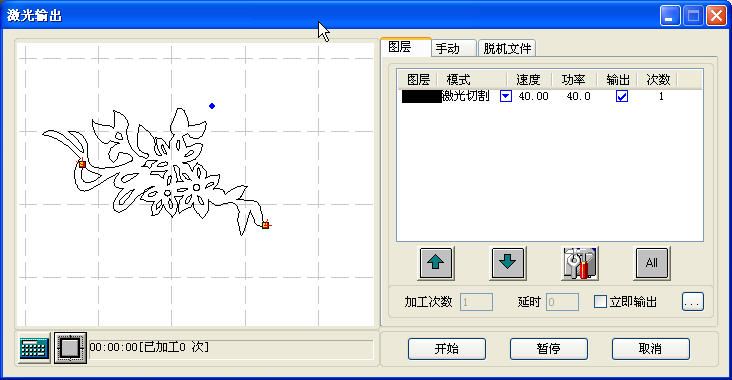 激光输出
图层 手动 脱机文件
图层 模式 速度 功率 输出 次数
激光切割 40.00 40.0 1
All
加工次数 1 延时 0 立即输出 ...
00:00:00[已加工0 次]
开始 暂停 取消